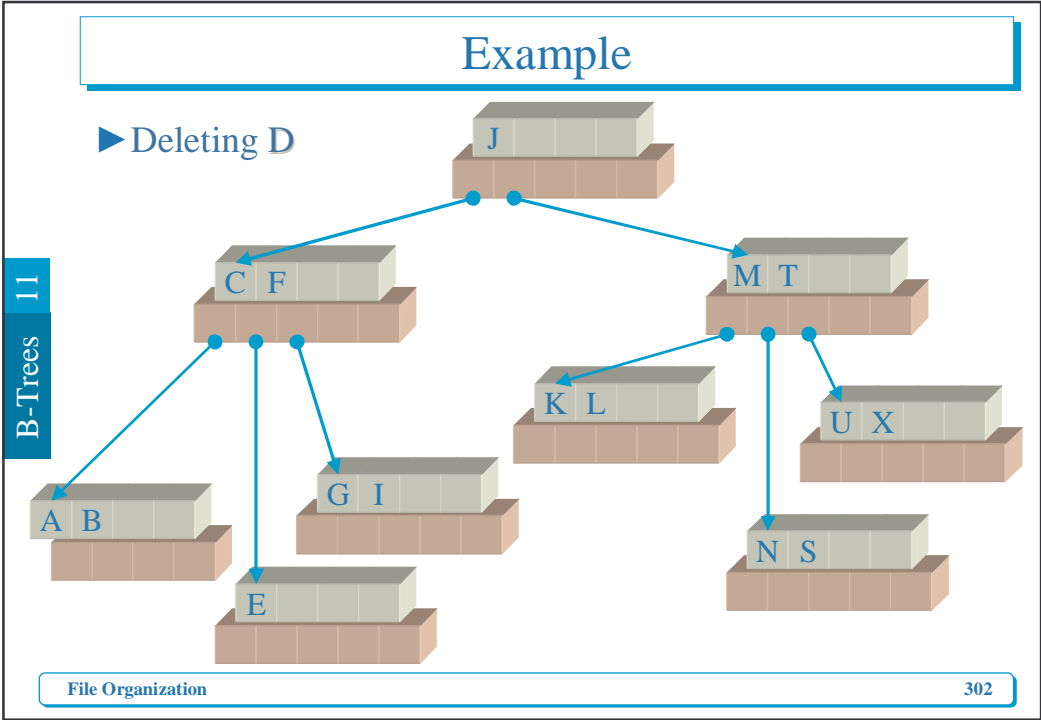 Example
►Deleting D
J
C F
M T
K L
U X
G I
A B
N S
E
B-Trees 11
File Organization 302